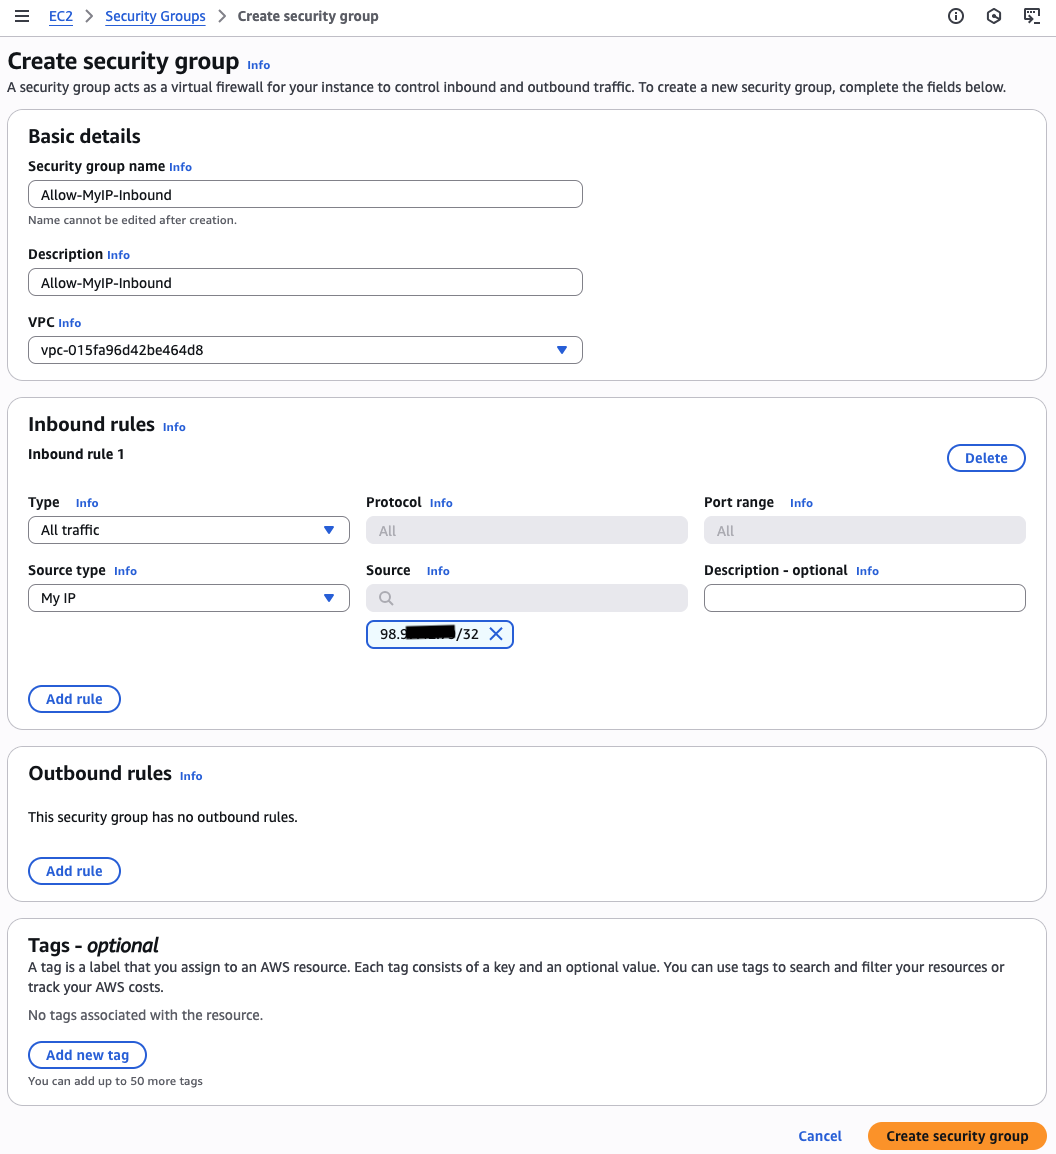 EC2 > Security Groups > Create security group
Create security group Info
A security group acts as a virtual firewall for your instance to control inbound and outbound traffic. To create a new security group, complete the fields below.
Basic details
Security group name Info
Allow-MyIP-Inbound
Name cannot be edited after creation.
Description Info
Allow-MyIP-Inbound
VPC Info
vpc-015fa96d42be464d8
Inbound rules Info
Inbound rule 1
Delete
Type Info Protocol Info Port range Info
All traffic All All
Source type Info Source Info Description - optional Info
My IP
98.9 /32
Add rule
Outbound rules Info
This security group has no outbound rules.
Add rule
Tags - optional
A tag is a label that you assign to an AWS resource. Each tag consists of a key and an optional value. You can use tags to search and filter your resources or
track your AWS costs.
No tags associated with the resource.
Add new tag
You can add up to 50 more tags
Cancel Create security group